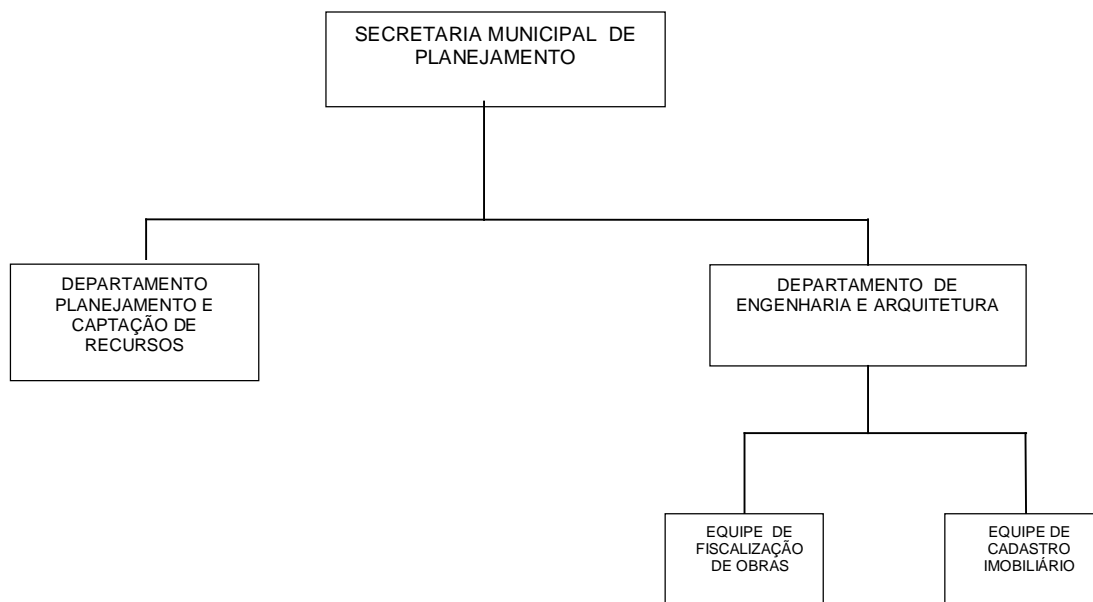 SECRETARIA MUNICIPAL DE
PLANEJAMENTO
DEPARTAMENTO
PLANEJAMENTO E
CAPTAÇÃO DE
RECURSOS
DEPARTAMENTO DE
ENGENHARIA E ARQUITETURA
EQUIPE DE
FISCALIZAÇÃO
DE OBRAS
EQUIPE DE
CADASTRO
IMOBILIÁRIO